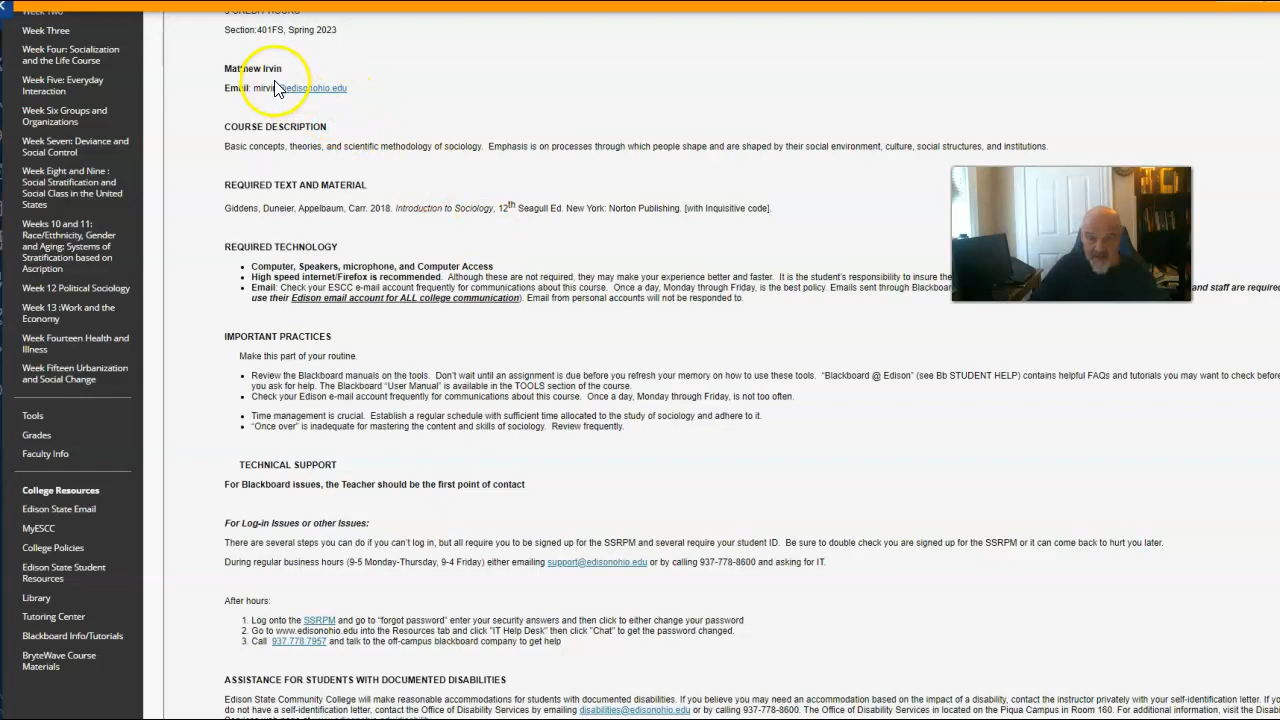 Week Two
Week Three
Week Four: Socialization
and the Life Course
Week Five: Everyday
Interaction
Week Six Groups and
Organizations
Week Seven: Deviance and
Social Control
Week Eight and Nine :
Social Stratification and
Social Class in the United
States
Weeks 10 and 11:
Race/Etthnicity, Gender
and Aging: Systems of
Stratification based on
Ascription
Week 12 Political Sociology
Week 13 :Work and the
Economy
Week Fourteen Health and
Illness
Week Fifteen Urbanization
and Social Change
Tools
Grades
Faculty Info
College Resources
Edison State Email
MyESCC
College Policies
Edison State Student
Resources
Library
Tutoring Center
Blackboard Info/Tutorials
BryteWave Course
Materials
3 CREDIT HOURS
Section:401FS, Spring 2023
Matthew Irvin
Email: mirvin@edisonohio.edu
COURSE DESCRIPTION
Basic concepts, theories, and scientific methodology of sociology. Emphasis is on processes through which people shape and are shaped by their social environment, culture, social structures, and institutions.
REQUIRED TEXT AND MATERIAL
Giddens, Duneier, Appelbaum, Carr. 2018. Introduction to Sociology, 12th Seagull Ed. New York: Norton Publishing. [with Inquisitive code].
REQUIRED TECHNOLOGY
Computer, Speakers, microphone, and Computer Access
High speed internet/Firefox is recommended. Although these are not required, they may make your experience better and faster. It is the student's responsibility to insure the
Email: Check your ESCC e-mail account frequently for communications about this course. Once a day, Monday through Friday, is the best policy. Emails sent through Blackboar and staff are required
use their Edison email account for ALL college communication). Email from personal accounts will not be responded to.
IMPORTANT PRACTICES
Make this part of your routine.
Review the Blackboard manuals on the tools. Don't wait until an assignment is due before you refresh your memory on how to use these tools. "Blackboard @ Edison" (see Bb STUDENT HELP) contains helpful FAQs and tutorials you may want to check before
you ask for help. The Blackboard "User Manual" is available in the TOOLS section of the course.
Check your Edison e-mail account frequently for communications about this course. Once a day, Monday through Friday, is not too often.
Time management is crucial. Establish a regular schedule with sufficient time allocated to the study of sociology and adhere to it.
"Once over" is inadequate for mastering the content and skills of sociology. Review frequently.
TECHNICAL SUPPORT
For Blackboard issues, the Teacher should be the first point of contact
For Log-in Issues or other Issues:
There are several steps you can do if you can't log in, but all require you to be signed up for the SSRPM and several require your student ID. Be sure to double check you are signed up for the SSRPM or it can come back to hurt you later.
During regular business hours (9-5 Monday-Thursday, 9-4 Friday) either emailing support@edisonohio.edu or by calling 937-778-8600 and asking for IT.
After hours:
1. Log onto the SSRPM and go to "forgot password" enter your security answers and then click to either change your password
2. Go to www.edisonohio.edu into the Resources tab and click "IT Help Desk" then click "Chat" to get the password changed.
3. Call 937.778.7957 and talk to the off-campus blackboard company to get help
ASSISTANCE FOR STUDENTS WITH DOCUMENTED DISABILITIES
Edison State Community College will make reasonable accommodations for students with documented disabilities. If you believe you may need an accommodation based on the impact of a disability, contact the instructor privately with your self-identification letter. If y
do not have a self-identification letter, contact the Office of Disability Services by emailing disabilities@edisonohio.edu or by calling 937-778-8600. The Office of Disability Services in located on the Piqua Campus in Room 160. For additional information, visit the Disa